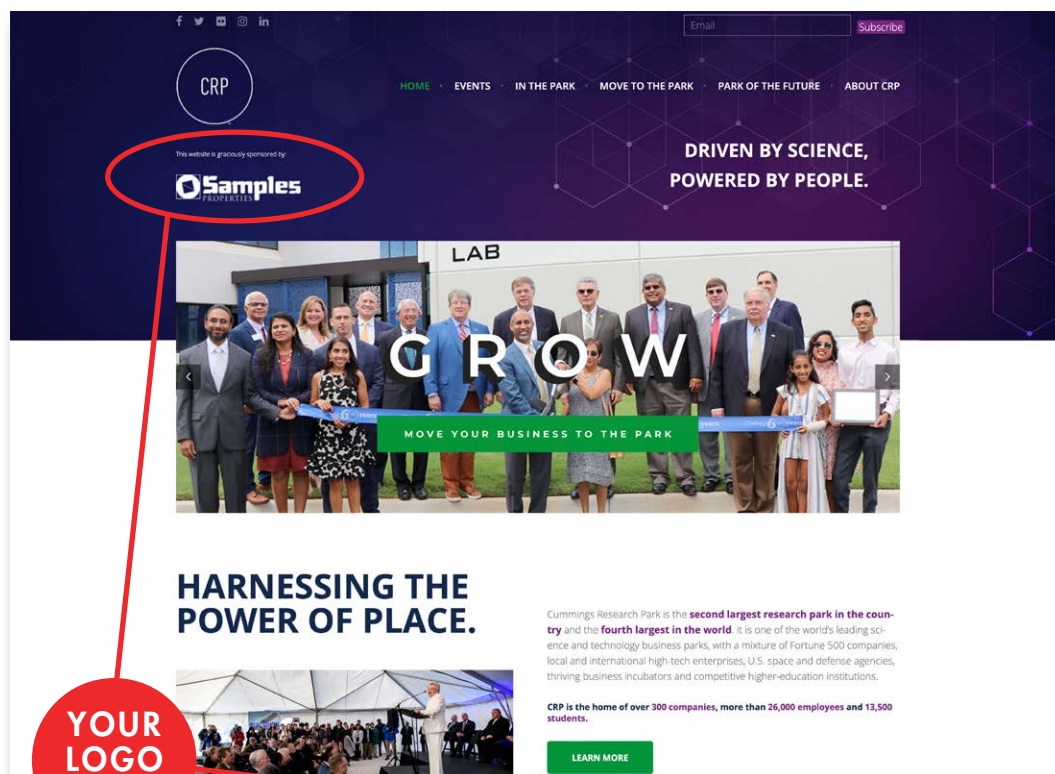 Email
Subscribe
CRP
HOME · EVENTS · IN THE PARK · MOVE TO THE PARK · PARK OF THE FUTURE · ABOUT CRP
This website is graciously sponsored by:
Samples
PROPERTIES
DRIVEN BY SCIENCE,
POWERED BY PEOPLE.
LAB
GROW
MOVE YOUR BUSINESS TO THE PARK
HARNESSING THE
POWER OF PLACE.
Cummings Research Park is the second largest research park in the coun-
try and the fourth largest in the world. It is one of the world's leading sci-
ence and technology business parks, with a mixture of Fortune 500 companies,
local and international high-tech enterprises, U.S. space and defense agencies,
thriving business incubators and competitive higher-education institutions.
CRP is the home of over 300 companies, more than 26,000 employees and 13,500
students.
LEARN MORE
YOUR
LOGO